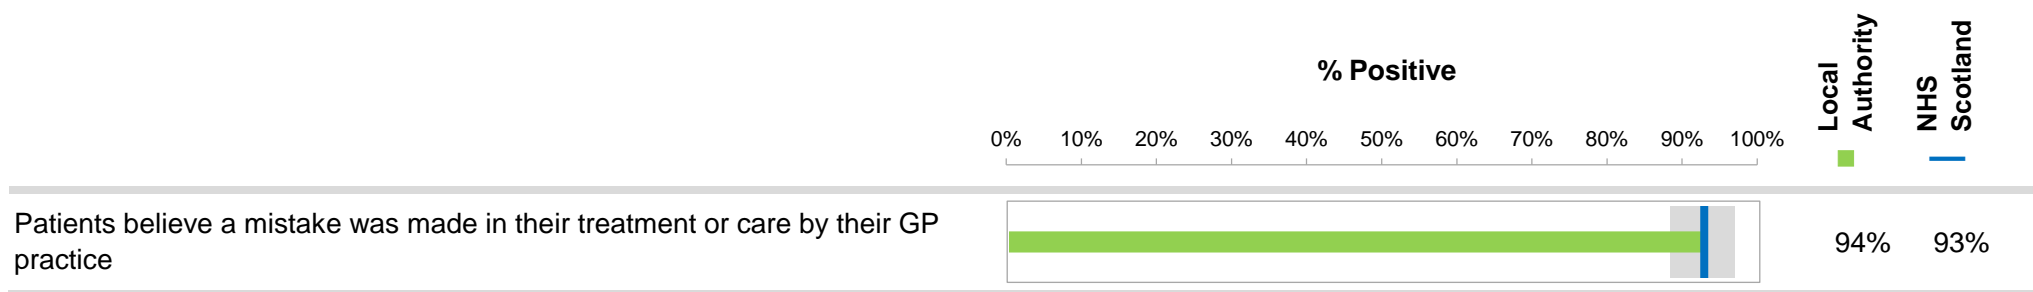 % Positive
Local
Authority
NHS
Scotland
0% 10% 20% 30% 40% 50% 60% 70% 80% 90% 100%
Patients believe a mistake was made in their treatment or care by their GP
practice
94% 93%